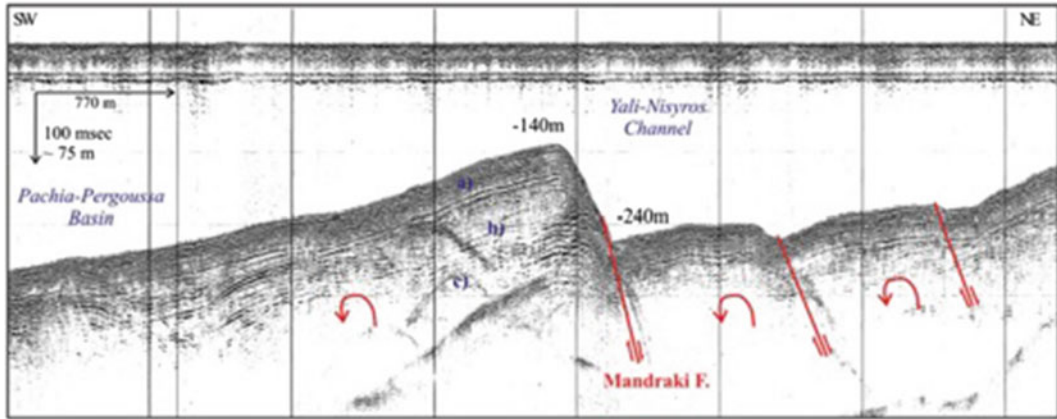 SW
NE
770 m
100 msec
~ 75 m
Yali-Nisyros
Channel
-140m
Pachia-Pergoussa
Basin
a)
-240m
b)
c)
Mandraki F.